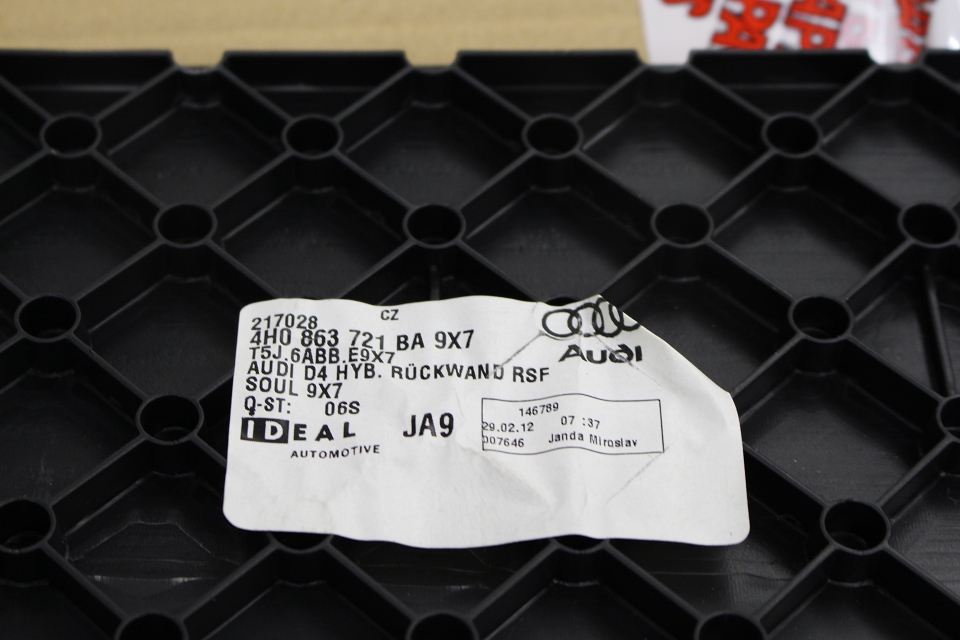 217028 CZ
4H0 863 721 BA 9X7
T5J.6ABB.E9X7
AUDI D4 HYB. RÜCKWAND RSF
SOUL 9X7
Q-ST: 06S
IDEAL
AUTOMOTIVE
JA9
Audi
146789
29.02.12 07:37
007646 Janda Miroslav